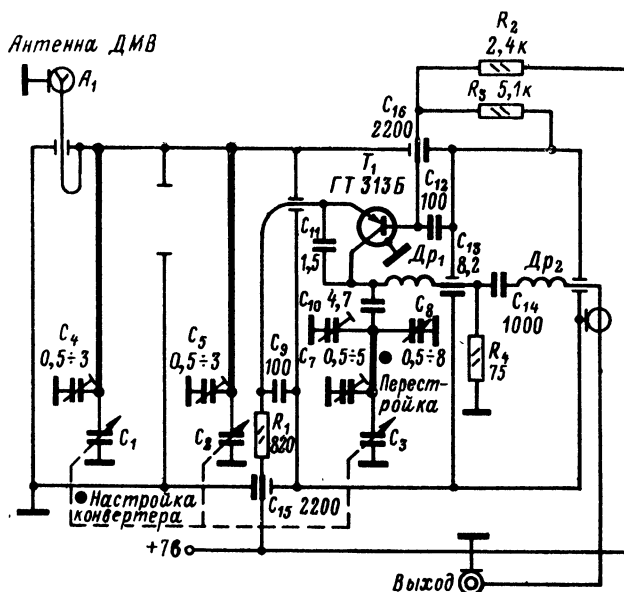 Антенна ДМВ
A₁
R₂
2,4к
R₃ 5,1к
C₁₆
2200
T₁
ГТ 313Б
C₁₂
100
C₁₁
1,5
C₁₃
8,2
Др₁
Др₂
C₁₄
1000
C₁₀ 4,7
C₈
C₄
0,5÷3
C₅
0,5÷3
C₉
100
C₇
0,5÷5
0,5÷8
R₄
75
Перест-
ройка
C₁
C₂
R₁
820
C₃
Настройка
конвертера
C₁₅ 2200
+7в
Выход